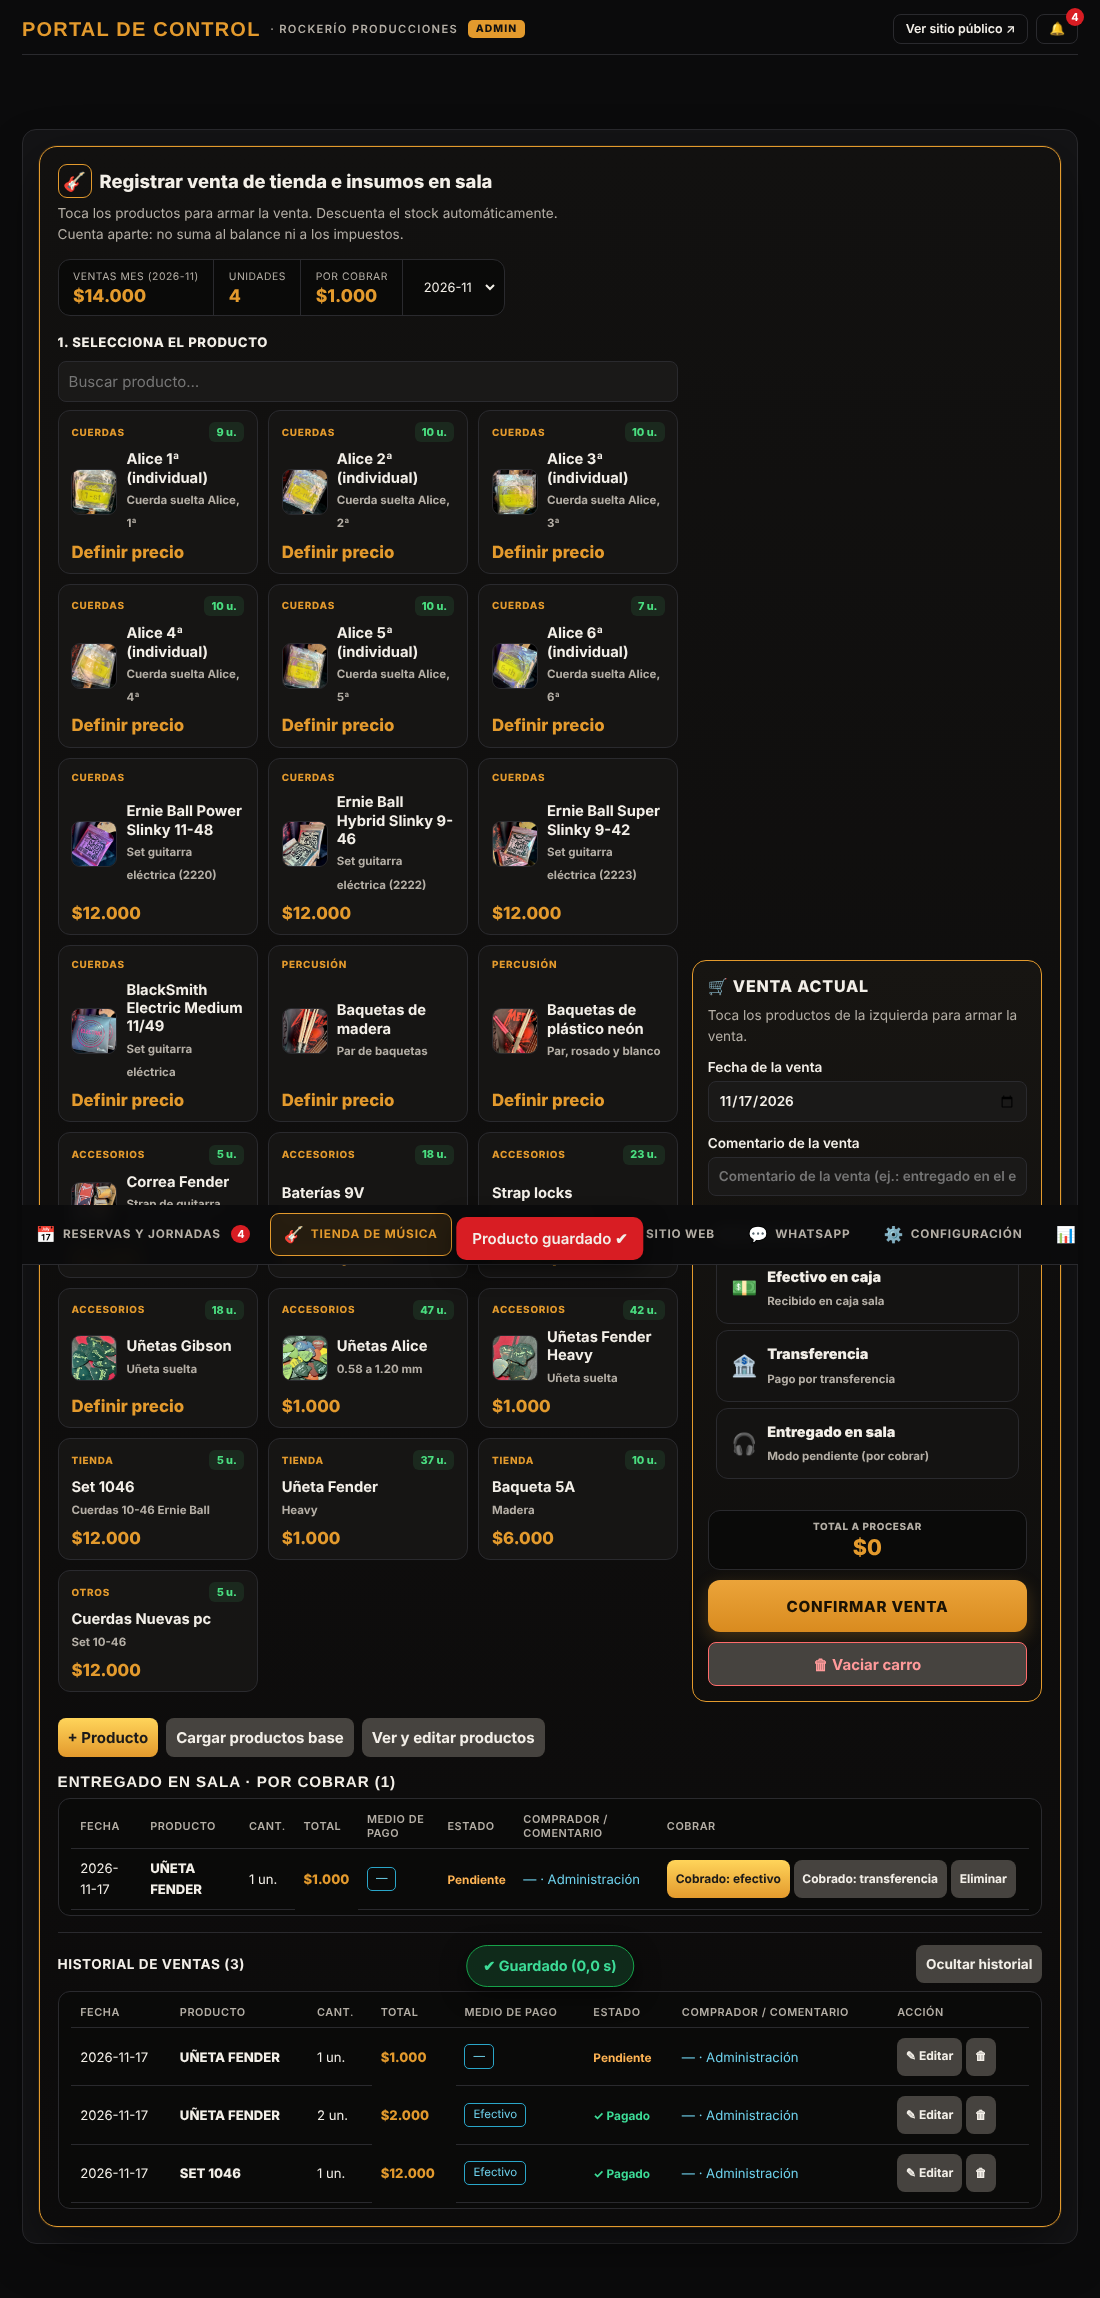 PORTAL DE CONTROL · ROCKERÍO PRODUCCIONES ADMIN
Ver sitio público ↗
🔔 4
🎸 Registrar venta de tienda e insumos en sala
Toca los productos para armar la venta. Descuenta el stock automáticamente.
Cuenta aparte: no suma al balance ni a los impuestos.
VENTAS MES (2026-11)
$14.000
UNIDADES
4
POR COBRAR
$1.000
2026-11
1. SELECCIONA EL PRODUCTO
Buscar producto...
CUERDAS 9 u.
Alice 1ª
(individual)
Cuerda suelta Alice,
1ª
Definir precio
CUERDAS 10 u.
Alice 2ª
(individual)
Cuerda suelta Alice,
2ª
Definir precio
CUERDAS 10 u.
Alice 3ª
(individual)
Cuerda suelta Alice,
3ª
Definir precio
CUERDAS 10 u.
Alice 4ª
(individual)
Cuerda suelta Alice,
4ª
Definir precio
CUERDAS 10 u.
Alice 5ª
(individual)
Cuerda suelta Alice,
5ª
Definir precio
CUERDAS 7 u.
Alice 6ª
(individual)
Cuerda suelta Alice,
6ª
Definir precio
CUERDAS
Ernie Ball Power
Slinky 11-48
Set guitarra
eléctrica (2220)
$12.000
CUERDAS
Ernie Ball
Hybrid Slinky 9-
46
Set guitarra
eléctrica (2222)
$12.000
CUERDAS
Ernie Ball Super
Slinky 9-42
Set guitarra
eléctrica (2223)
$12.000
CUERDAS
BlackSmith
Electric Medium
11/49
Set guitarra
eléctrica
Definir precio
PERCUSIÓN
Baquetas de
madera
Par de baquetas
Definir precio
PERCUSIÓN
Baquetas de
plástico neón
Par, rosado y blanco
Definir precio
ACCESORIOS 5 u.
Correa Fender
Strap de guitarra
ACCESORIOS 18 u.
Baterías 9V
ACCESORIOS 23 u.
Strap locks
🛒 VENTA ACTUAL
Toca los productos de la izquierda para armar la
venta.
Fecha de la venta
11/17/2026
Comentario de la venta
Comentario de la venta (ej.: entregado en el e
📅 RESERVAS Y JORNADAS 4
🎸 TIENDA DE MÚSICA
Producto guardado ✔
SITIO WEB
💬 WHATSAPP
⚙️ CONFIGURACIÓN
📊
ACCESORIOS 18 u.
Uñetas Gibson
Uñeta suelta
Definir precio
ACCESORIOS 47 u.
Uñetas Alice
0.58 a 1.20 mm
$1.000
ACCESORIOS 42 u.
Uñetas Fender
Heavy
Uñeta suelta
$1.000
TIENDA 5 u.
Set 1046
Cuerdas 10-46 Ernie Ball
$12.000
TIENDA 37 u.
Uñeta Fender
Heavy
$1.000
TIENDA 10 u.
Baqueta 5A
Madera
$6.000
OTROS 5 u.
Cuerdas Nuevas pc
Set 10-46
$12.000
💵 Efectivo en caja
Recibido en caja sala
🏦 Transferencia
Pago por transferencia
🎧 Entregado en sala
Modo pendiente (por cobrar)
TOTAL A PROCESAR
$0
CONFIRMAR VENTA
🗑 Vaciar carro
+ Producto
Cargar productos base
Ver y editar productos
ENTREGADO EN SALA · POR COBRAR (1)
FECHA PRODUCTO CANT. TOTAL MEDIO DE PAGO ESTADO COMPRADOR / COMENTARIO COBRAR
2026-11-17 UÑETA FENDER 1 un. $1.000 — Pendiente — · Administración Cobrado: efectivo Cobrado: transferencia Eliminar
HISTORIAL DE VENTAS (3)
✔ Guardado (0,0 s)
Ocultar historial
FECHA PRODUCTO CANT. TOTAL MEDIO DE PAGO ESTADO COMPRADOR / COMENTARIO ACCIÓN
2026-11-17 UÑETA FENDER 1 un. $1.000 — Pendiente — · Administración ✎ Editar 🗑
2026-11-17 UÑETA FENDER 2 un. $2.000 Efectivo ✓ Pagado — · Administración ✎ Editar 🗑
2026-11-17 SET 1046 1 un. $12.000 Efectivo ✓ Pagado — · Administración ✎ Editar 🗑